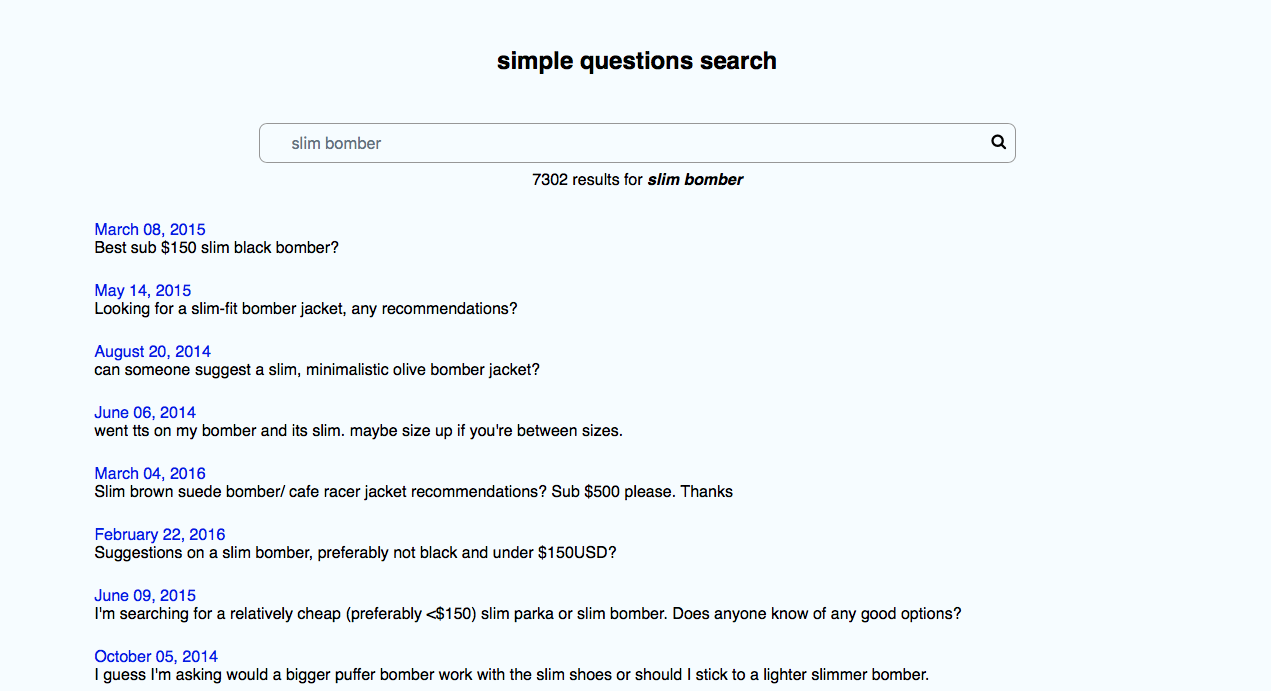 simple questions search
slim bomber
7302 results for slim bomber
March 08, 2015
Best sub $150 slim black bomber?
May 14, 2015
Looking for a slim-fit bomber jacket, any recommendations?
August 20, 2014
can someone suggest a slim, minimalistic olive bomber jacket?
June 06, 2014
went tts on my bomber and its slim. maybe size up if you're between sizes.
March 04, 2016
Slim brown suede bomber/ cafe racer jacket recommendations? Sub $500 please. Thanks
February 22, 2016
Suggestions on a slim bomber, preferably not black and under $150USD?
June 09, 2015
I'm searching for a relatively cheap (preferably <$150) slim parka or slim bomber. Does anyone know of any good options?
October 05, 2014
I guess I'm asking would a bigger puffer bomber work with the slim shoes or should I stick to a lighter slimmer bomber.